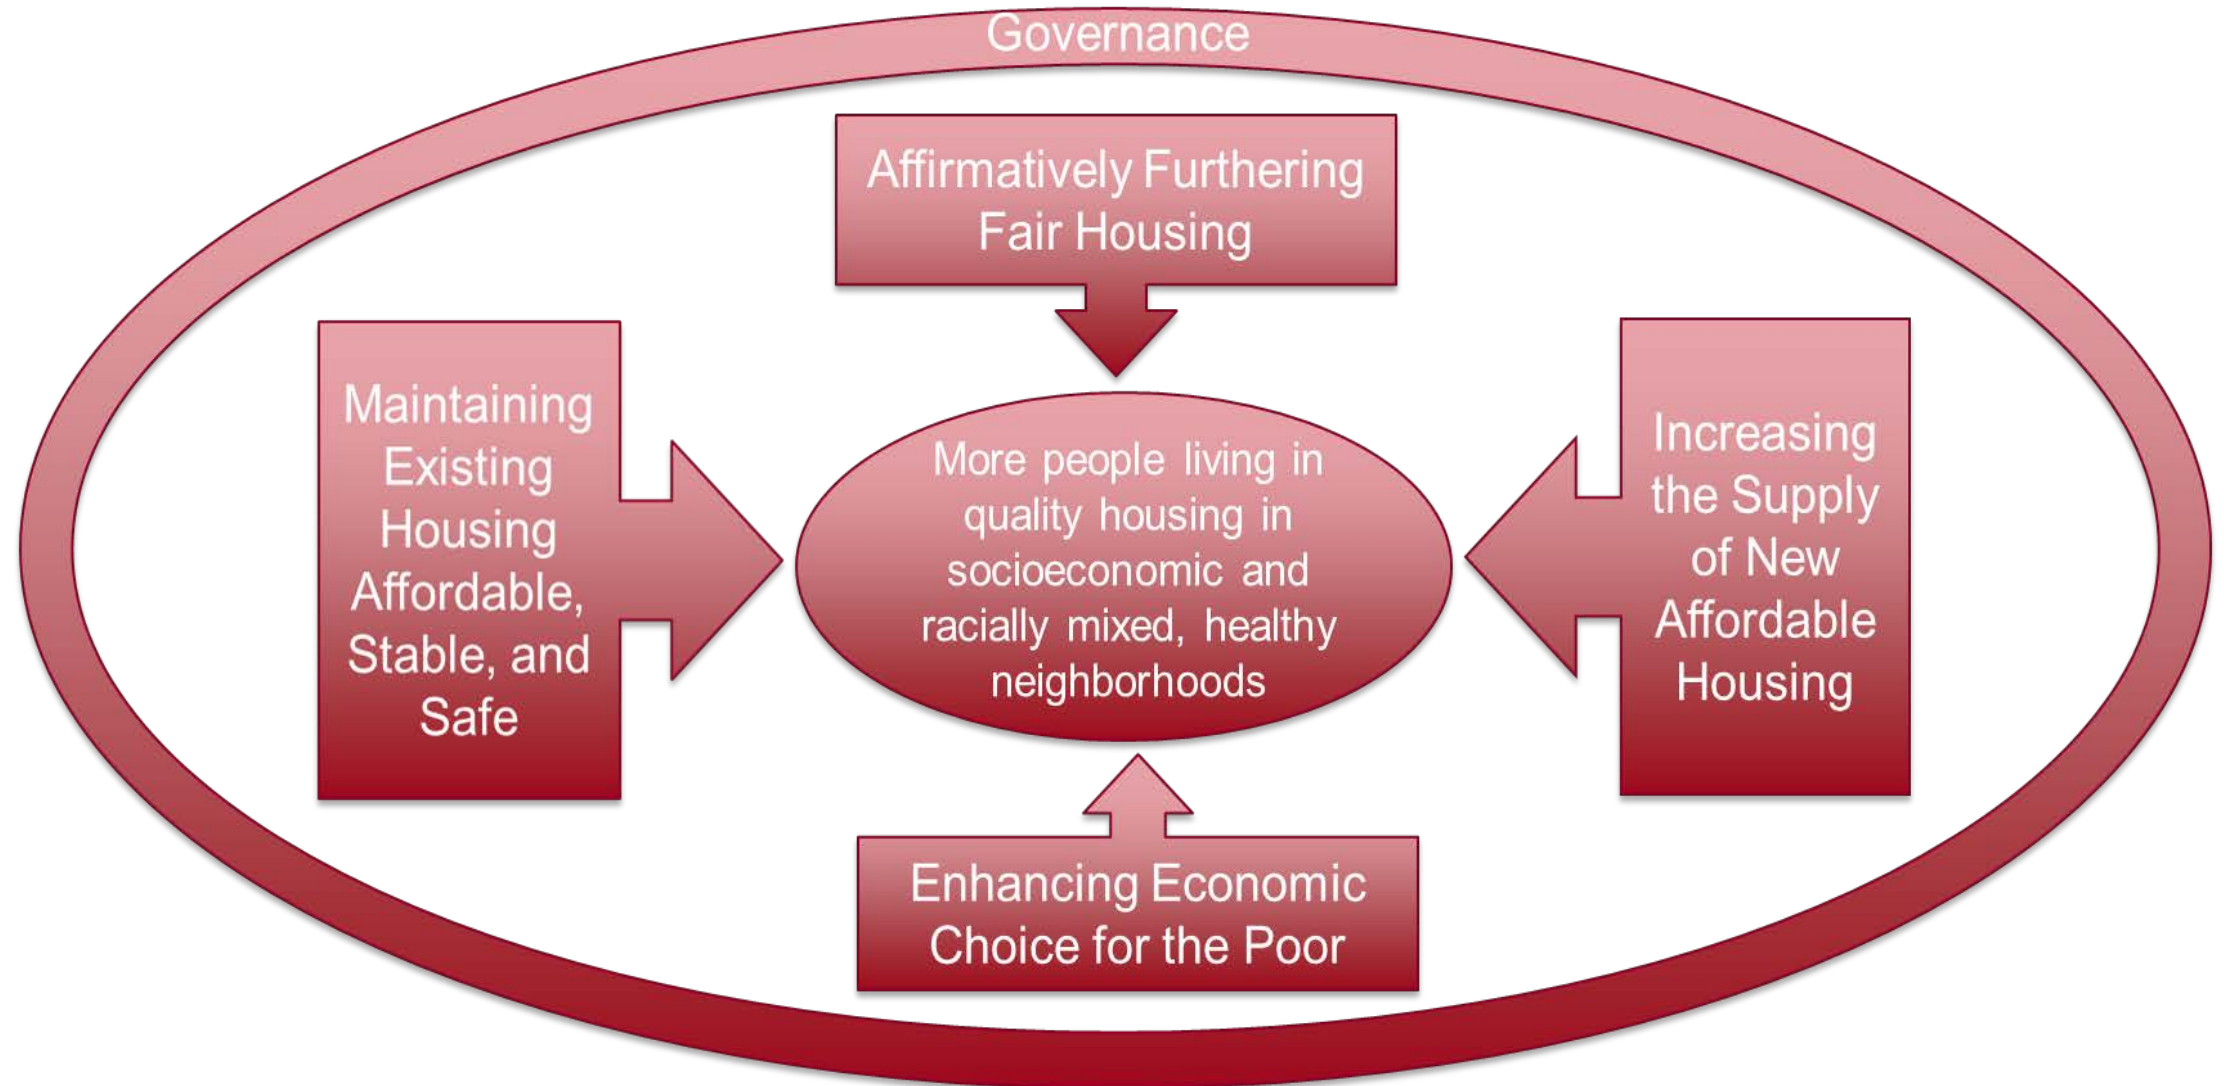 Governance
Affirmatively Furthering
Fair Housing
Maintaining
Existing
Housing
Affordable,
Stable, and
Safe
More people living in
quality housing in
socioeconomic and
racially mixed, healthy
neighborhoods
Increasing
the Supply
of New
Affordable
Housing
Enhancing Economic
Choice for the Poor